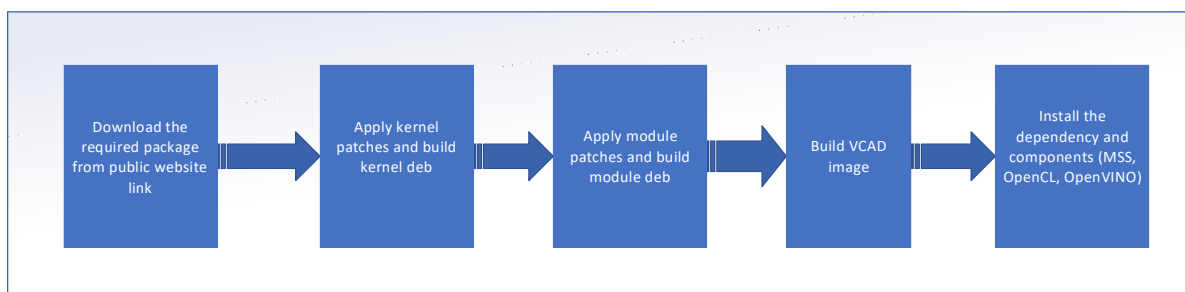 Download the
required package
from public website
link
Apply kernel
patches and build
kernel deb
Apply module
patches and build
module deb
Build VCAD
image
Install the
dependency and
components (MSS,
OpenCL, OpenVINO)